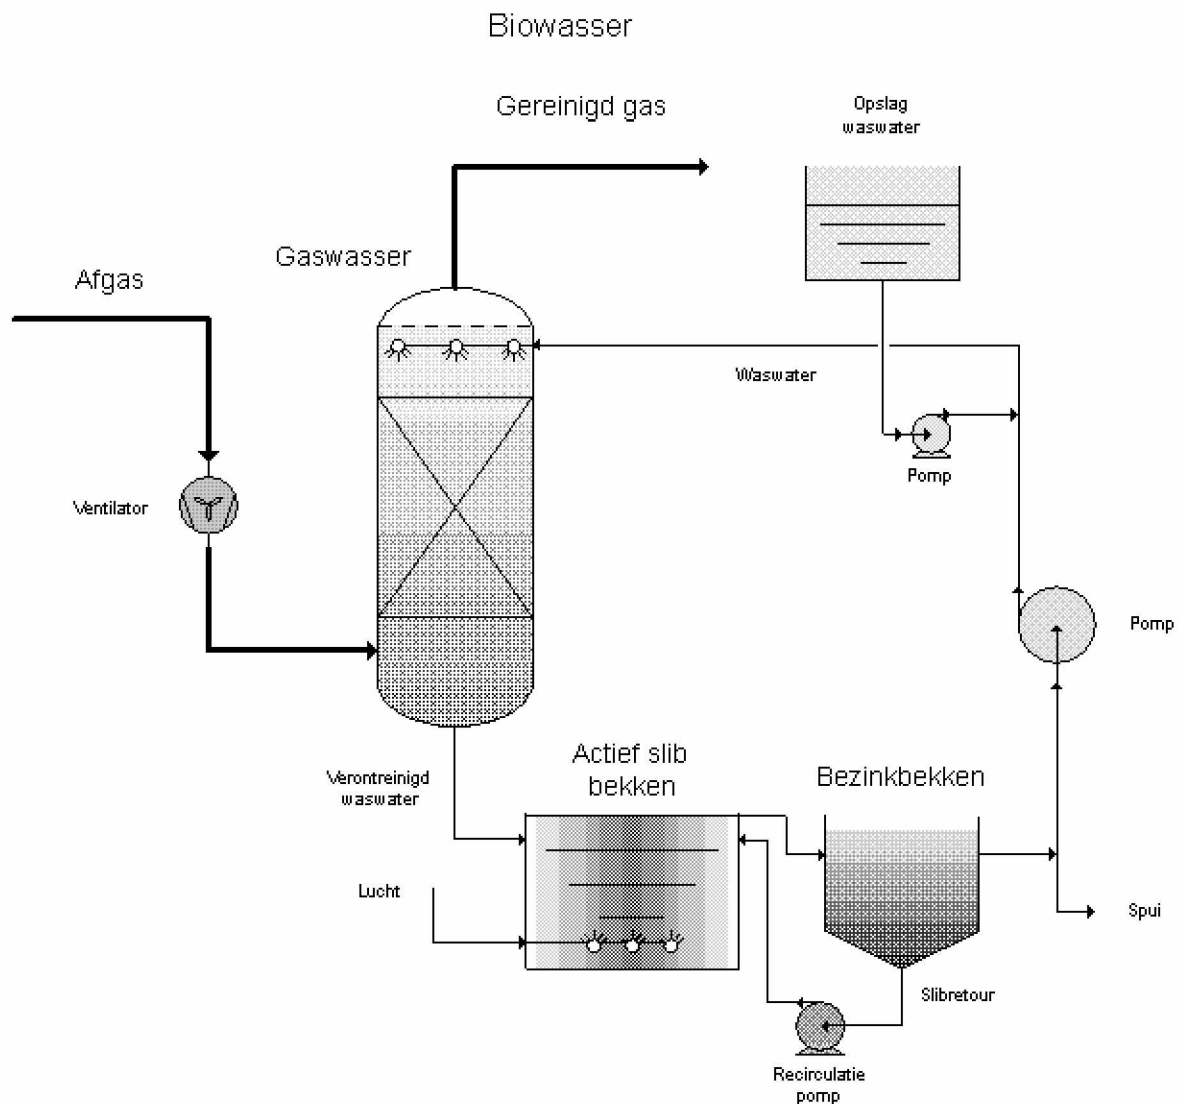 Biowasser
Gereinigd gas
Opslag
waswater
Gaswasser
Afgas
Waswater
Pomp
Ventilator
Pomp
Actief slib
bekken
Bezinkbekken
Verontreinigd
waswater
Lucht
Spui
Slibretour
Recirculatie
pomp